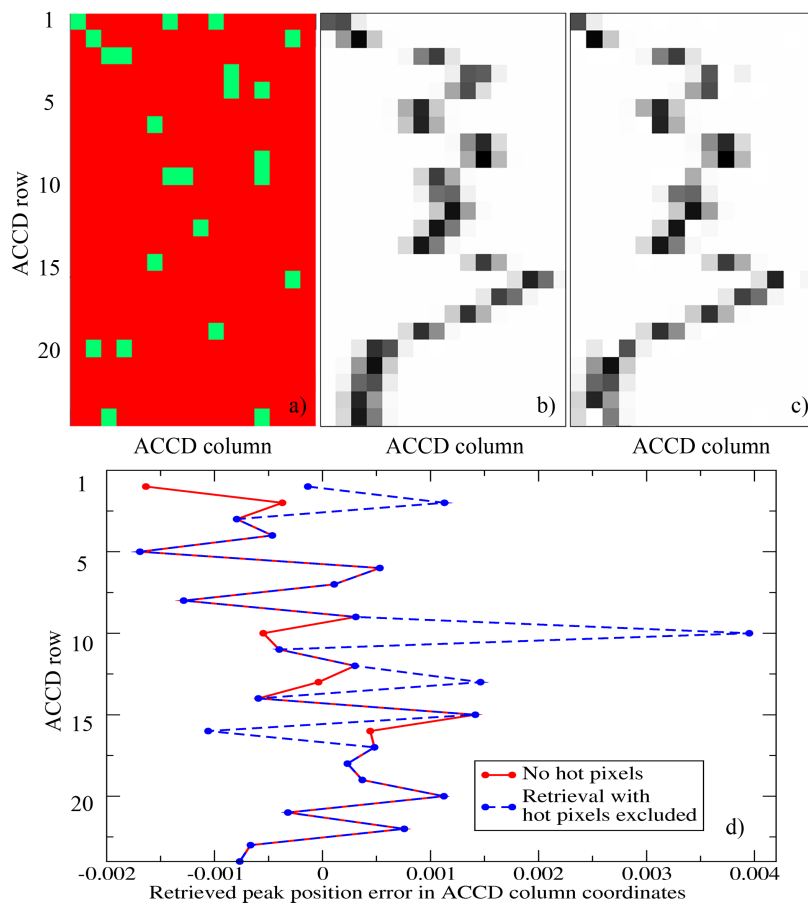 1
5
10
15
20
ACCD row
a)
b)
c)
ACCD column
ACCD column
ACCD column
1
5
10
15
20
ACCD row
No hot pixels
Retrieval with
hot pixels excluded
d)
-0.002
-0.001
0
0.001
0.002
0.003
0.004
Retrieved peak position error in ACCD column coordinates